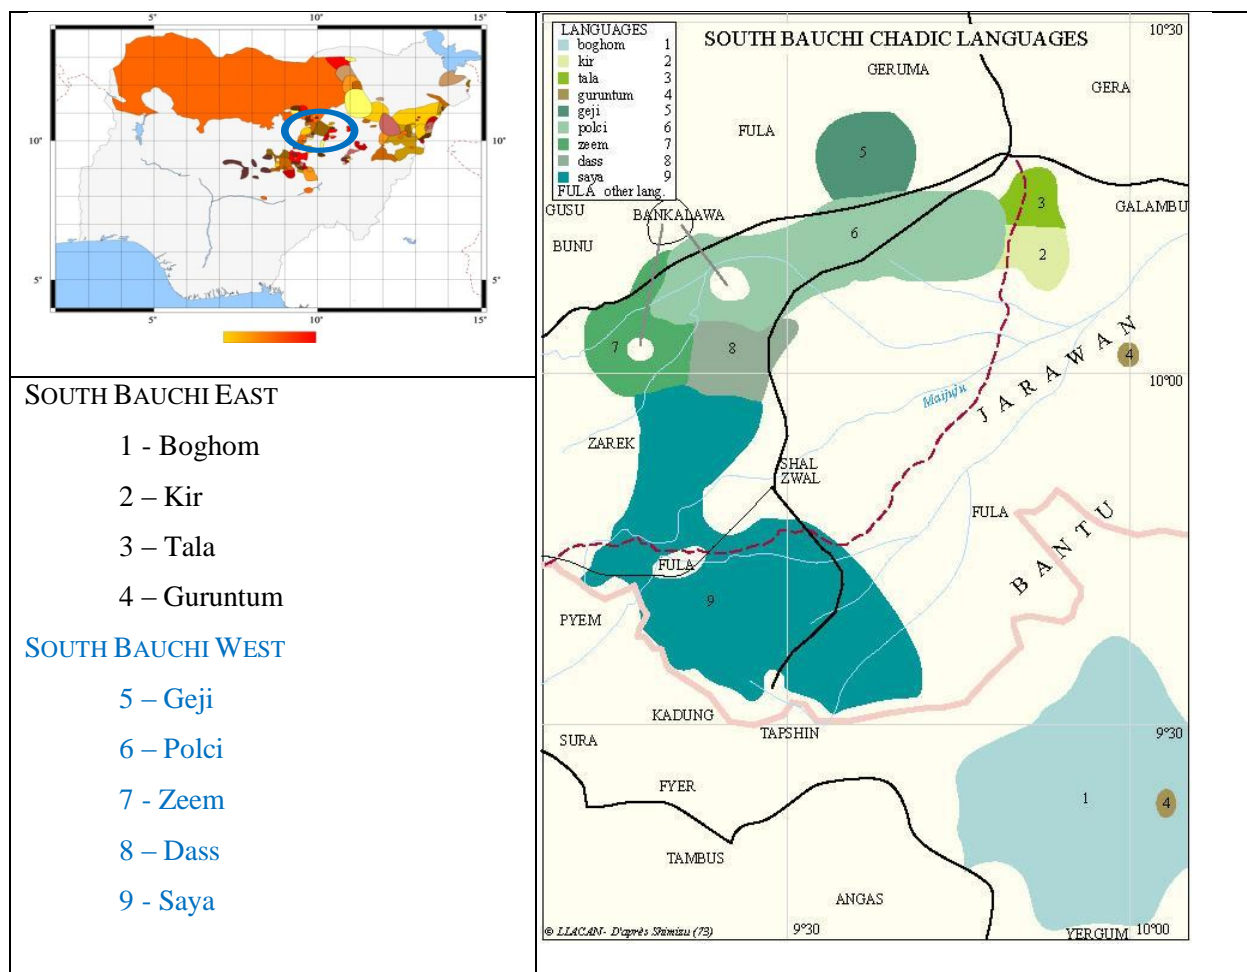 5°
10°
15°
10°
10°
5°
5°
5°
10°
15°
SOUTH BAUCHI EAST
1 - Boghom
2 – Kir
3 – Tala
4 – Guruntum
SOUTH BAUCHI WEST
5 – Geji
6 – Polci
7 - Zeem
8 – Dass
9 - Saya
LANGUAGES
boghom 1
kir 2
tala 3
guruntum 4
geji 5
polci 6
zeem 7
dass 8
saya 9
FULA other lang.
SOUTH BAUCHI CHADIC LANGUAGES
10°30
GERUMA
GERA
FULA
5
GUSU
BANKALAWA
3
GALAMBU
BUNU
6
2
7
8
4
10°00
JARAWAN
Maijuju
ZAREK
SHAL
ZWAL
FULA
BANTU
FULA
9
PYEM
KADUNG
TAPSHIN
9°30
SURA
FYER
1
4
TAMBUS
ANGAS
© LLACAN- D'après Shimizu (73)
9°30
YERGUM
10°00